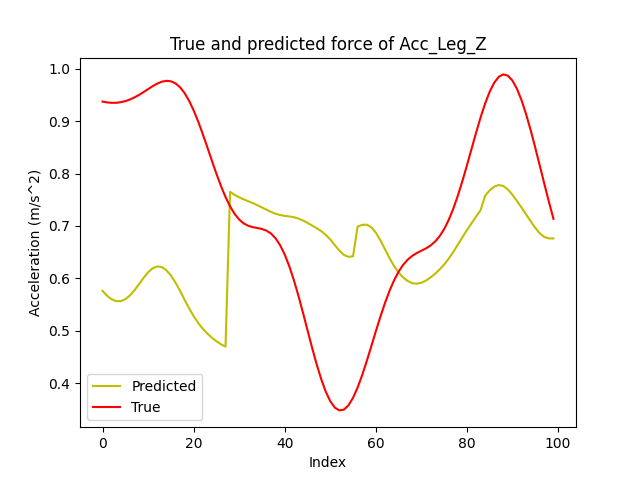 True and predicted force of Acc_Leg_Z
Acceleration (m/s^2)
1.0
0.9
0.8
0.7
0.6
0.5
0.4
Predicted
True
0 20 40 60 80 100
Index